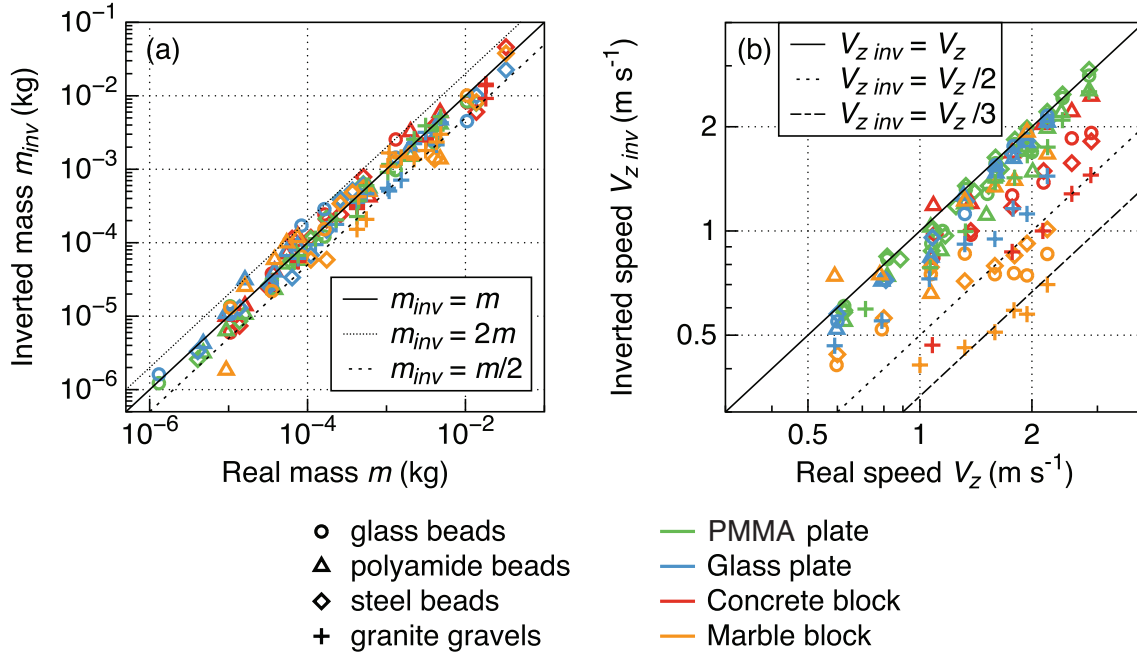 (a)
Inverted mass m_inv (kg)
10^-1
10^-2
10^-3
10^-4
10^-5
10^-6
m_inv = m
m_inv = 2m
m_inv = m/2
10^-6 10^-4 10^-2
Real mass m (kg)
(b)
Inverted speed V_z inv (m s^-1)
2
1
0.5
V_z inv = V_z
V_z inv = V_z /2
V_z inv = V_z /3
0.5 1 2
Real speed V_z (m s^-1)
glass beads
polyamide beads
steel beads
granite gravels
PMMA plate
Glass plate
Concrete block
Marble block